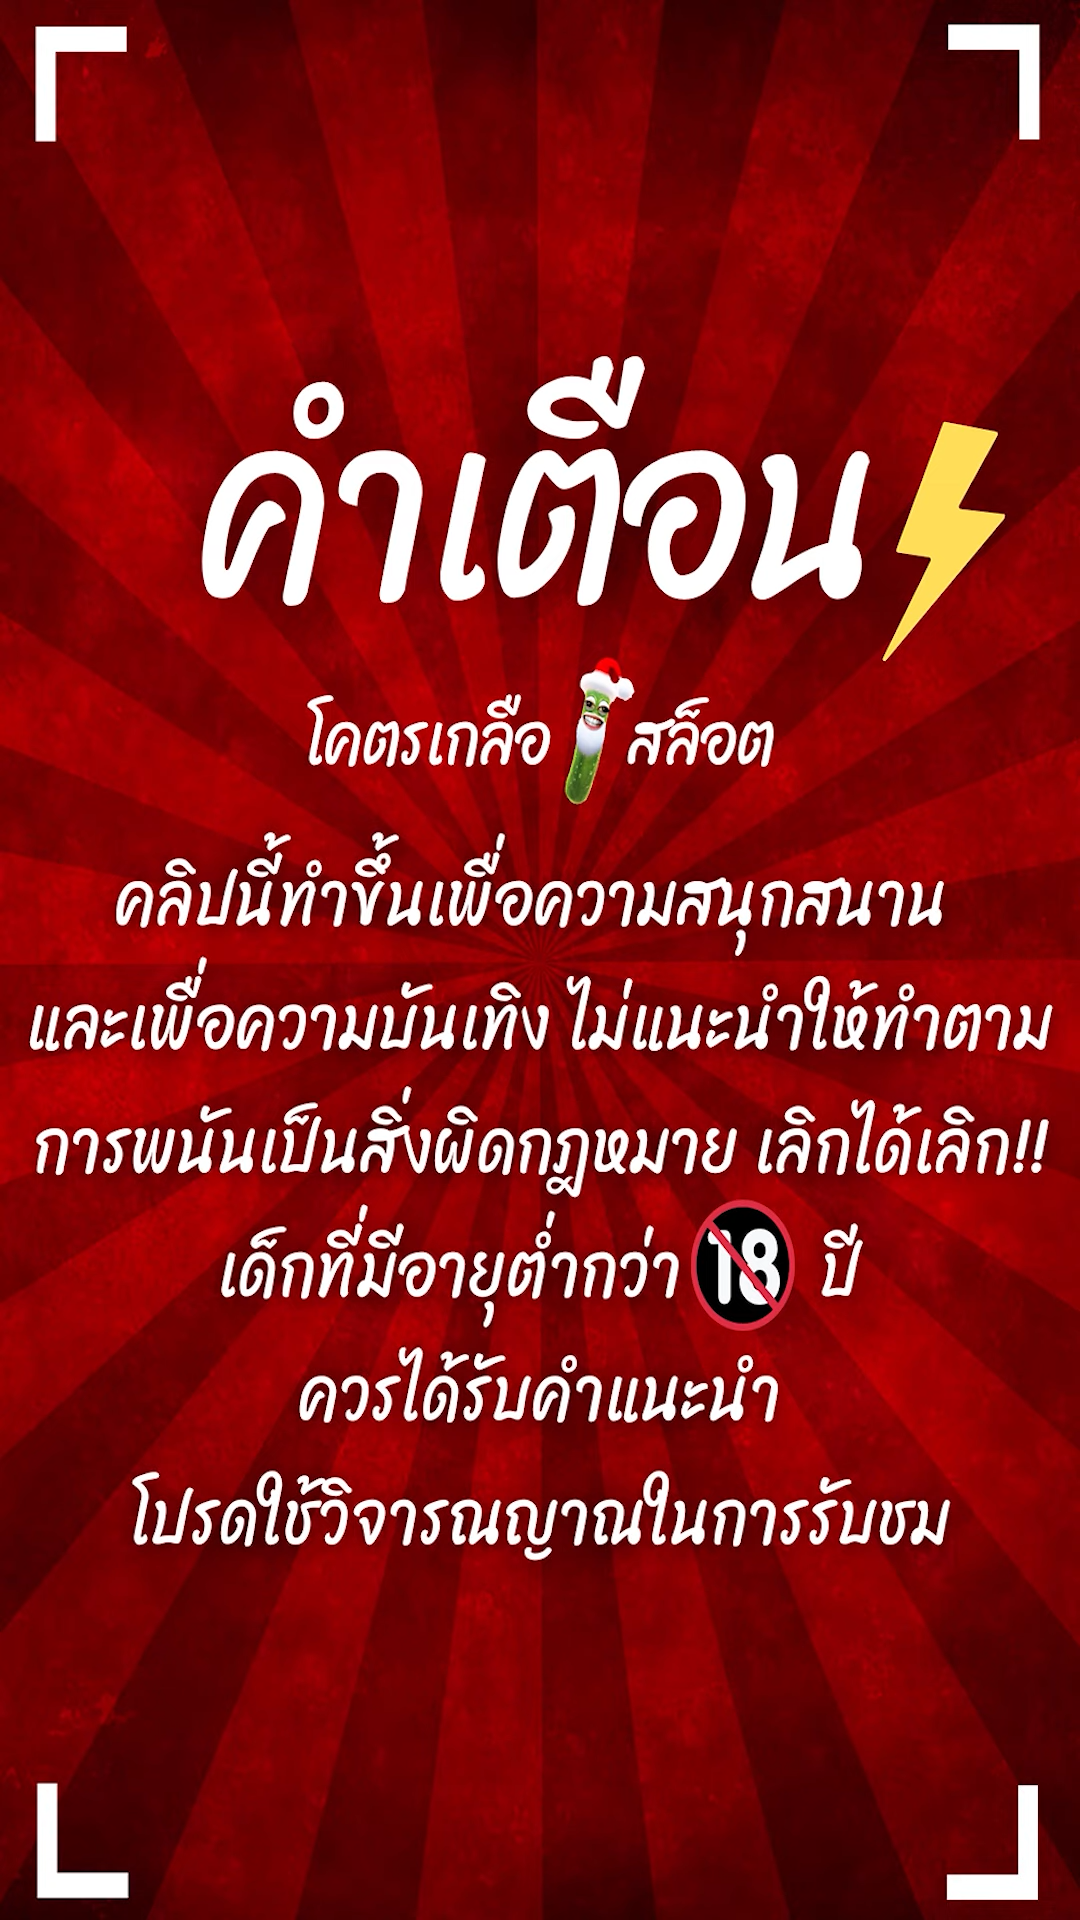 คำเตือน
โคตรเกลือ สล็อต
คลิปนี้ทำขึ้นเพื่อความสนุกสนาน
และเพื่อความบันเทิง ไม่แนะนำให้ทำตาม
การพนันเป็นสิ่งผิดกฎหมาย เลิกได้เลิก!!
เด็กที่มีอายุต่ำกว่า 18 ปี
ควรได้รับคำแนะนำ
โปรดใช้วิจารณญาณในการรับชม